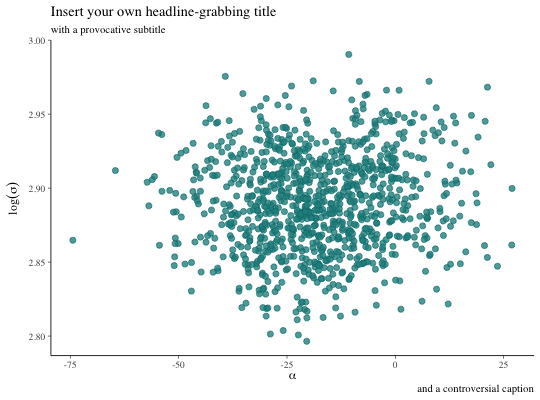 Insert your own headline-grabbing title
with a provocative subtitle
3.00
2.95
2.90
2.85
2.80
log(σ)
-75
-50
-25
0
25
α
and a controversial caption